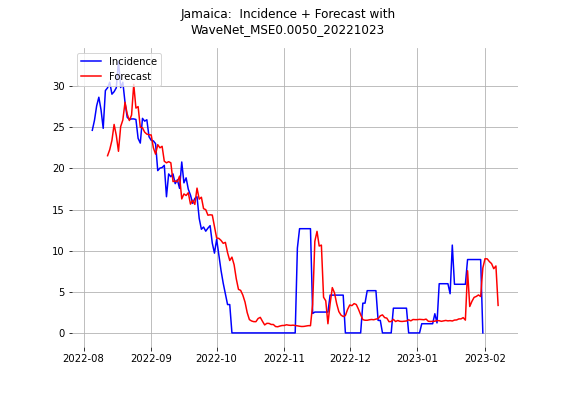 Jamaica:  Incidence + Forecast with
WaveNet_MSE0.0050_20221023
Incidence
Forecast
30
25
20
15
10
5
0
2022-08 2022-09 2022-10 2022-11 2022-12 2023-01 2023-02